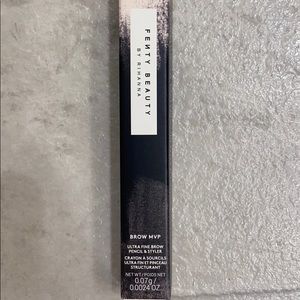 FENTY BEAUTY
BY RIHANNA
BROW MVP
ULTRA FINE BROW
PENCIL & STYLER
CRAYON À SOURCILS
ULTRA FIN ET PINCEAU
STRUCTURANT
NET WT/POIDS NET
0.07g/
0.0024 OZ.